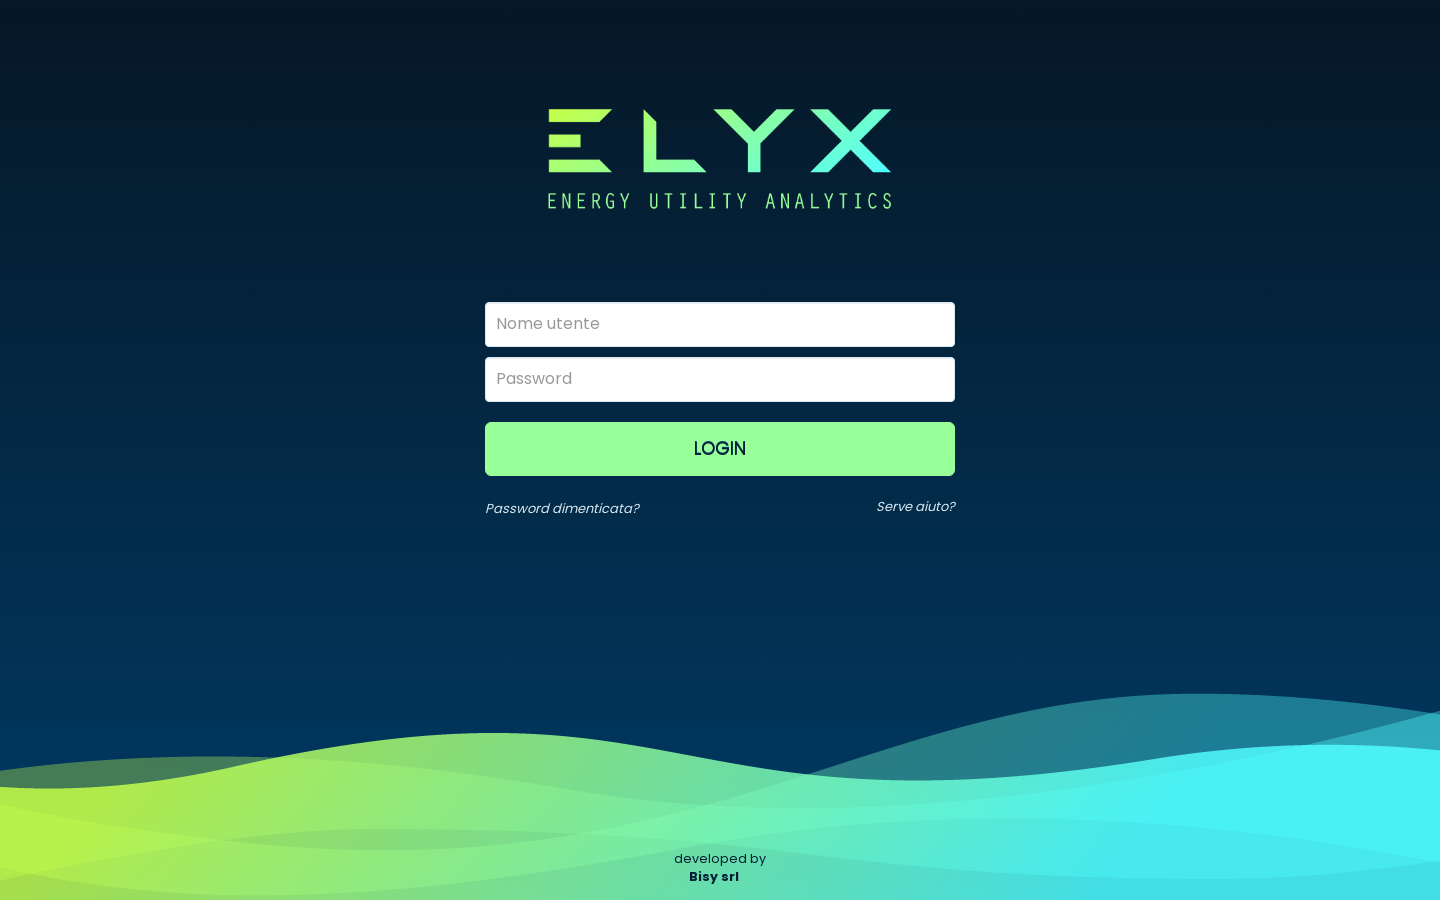 ELYX
ENERGY UTILITY ANALYTICS
Nome utente
Password
LOGIN
Password dimenticata?
Serve aiuto?
developed by
Bisy srl